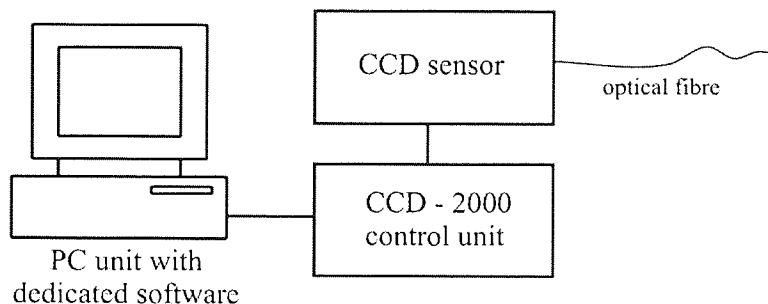 CCD sensor
optical fibre
CCD - 2000
control unit
PC unit with
dedicated software